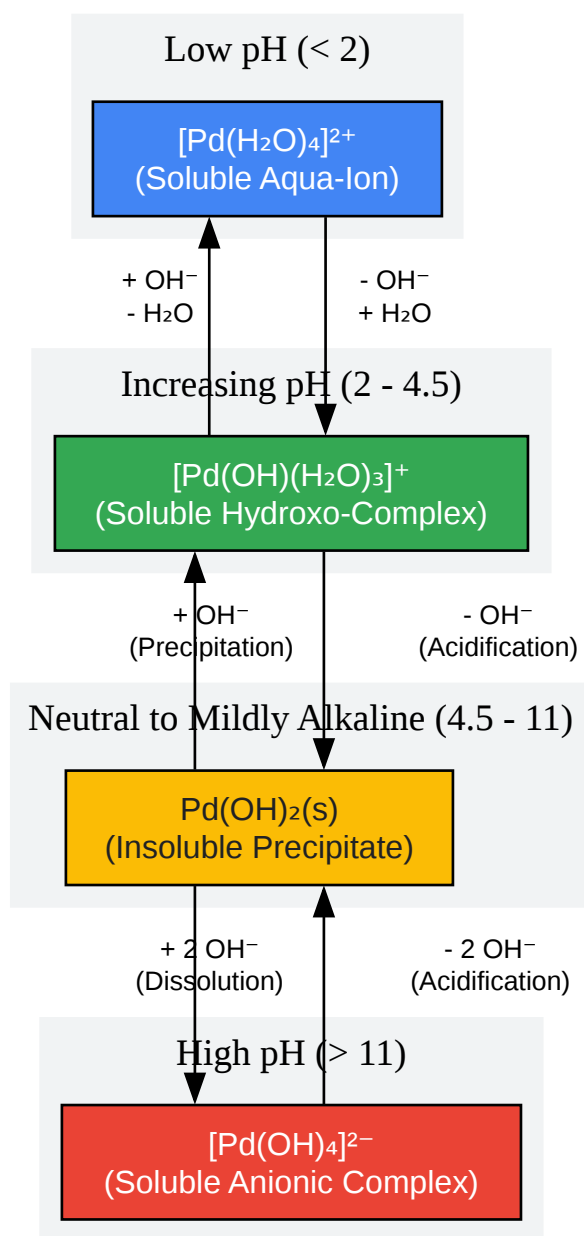 Low pH (< 2)
[Pd(H₂O)₄]²⁺
(Soluble Aqua-Ion)
+ OH⁻
- H₂O
- OH⁻
+ H₂O
Increasing pH (2 - 4.5)
[Pd(OH)(H₂O)₃]⁺
(Soluble Hydroxo-Complex)
+ OH⁻
(Precipitation)
- OH⁻
(Acidification)
Neutral to Mildly Alkaline (4.5 - 11)
Pd(OH)₂(s)
(Insoluble Precipitate)
+ 2 OH⁻
(Dissolution)
- 2 OH⁻
(Acidification)
High pH (> 11)
[Pd(OH)₄]²⁻
(Soluble Anionic Complex)